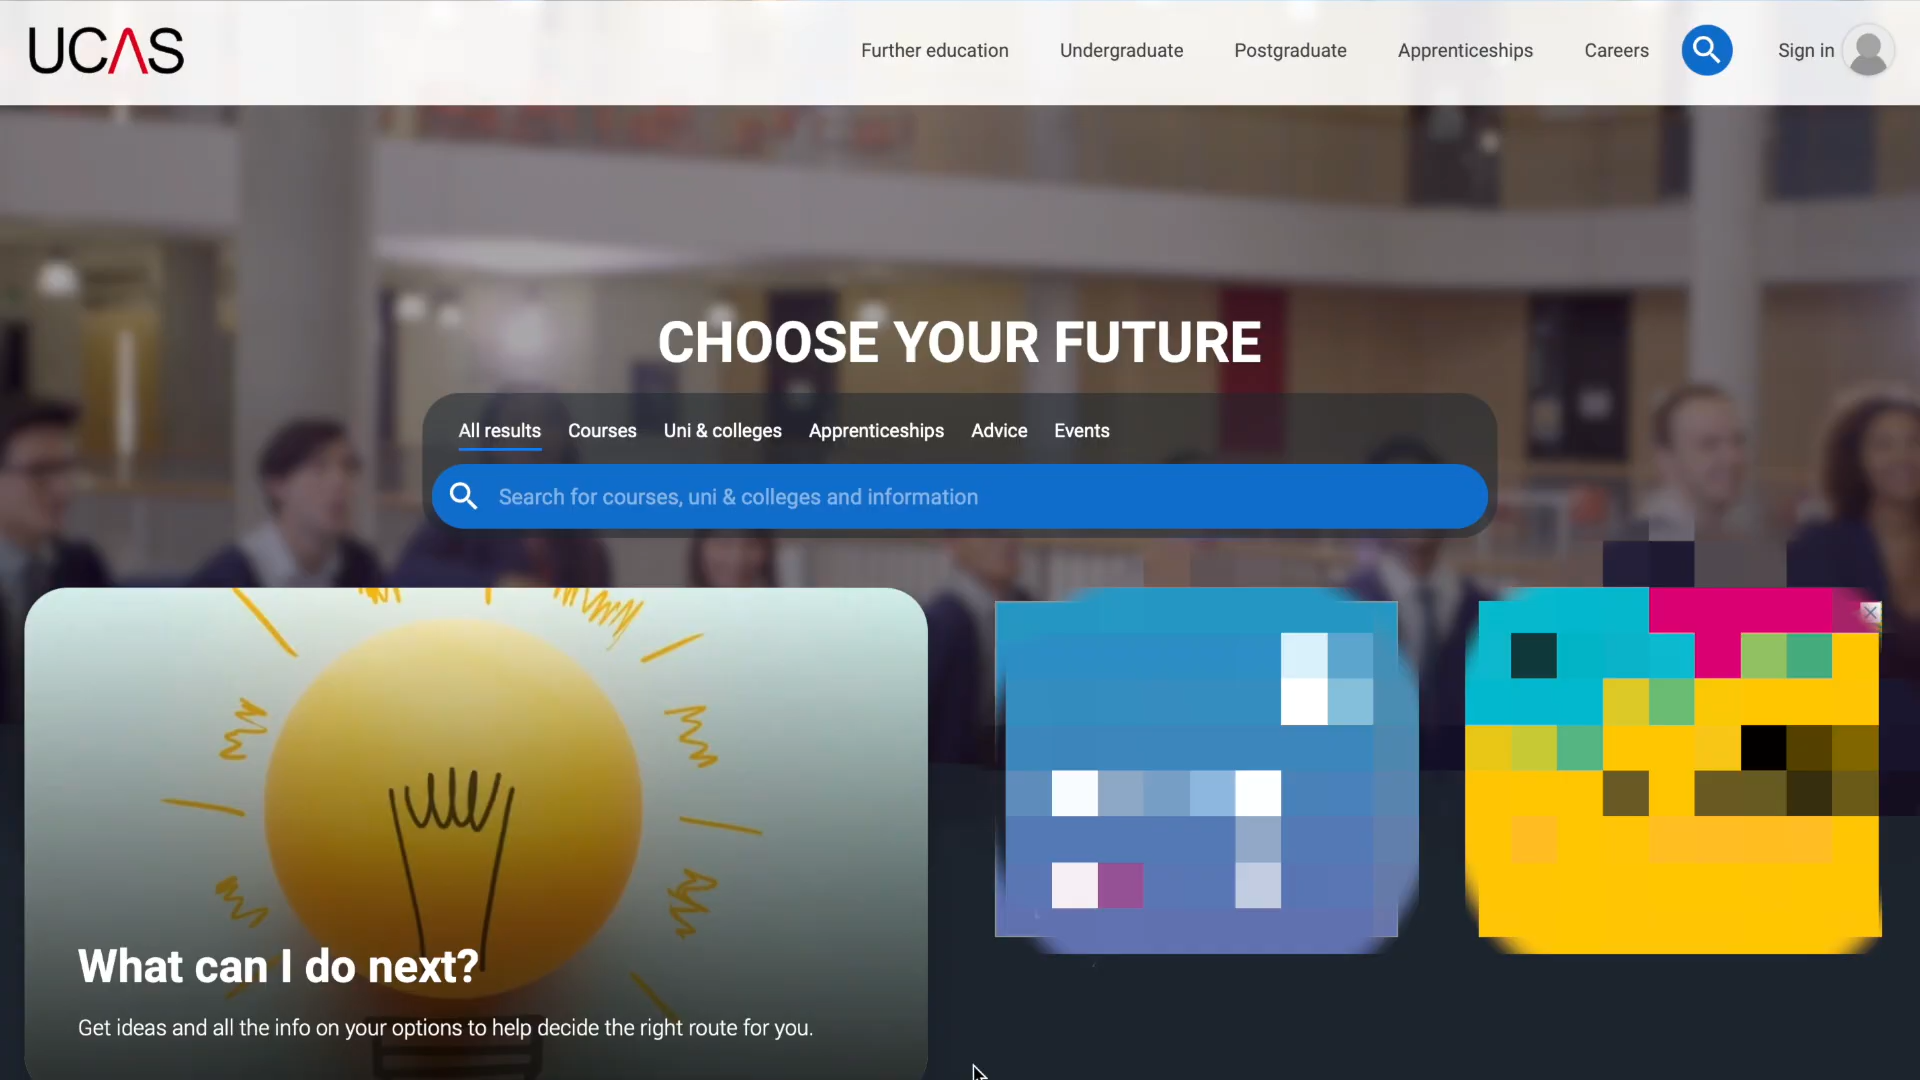 UCAS
Further education
Undergraduate
Postgraduate
Apprenticeships
Careers
Sign in
CHOOSE YOUR FUTURE
All results
Courses
Uni & colleges
Apprenticeships
Advice
Events
Search for courses, uni & colleges and information
What can I do next?
Get ideas and all the info on your options to help decide the right route for you.